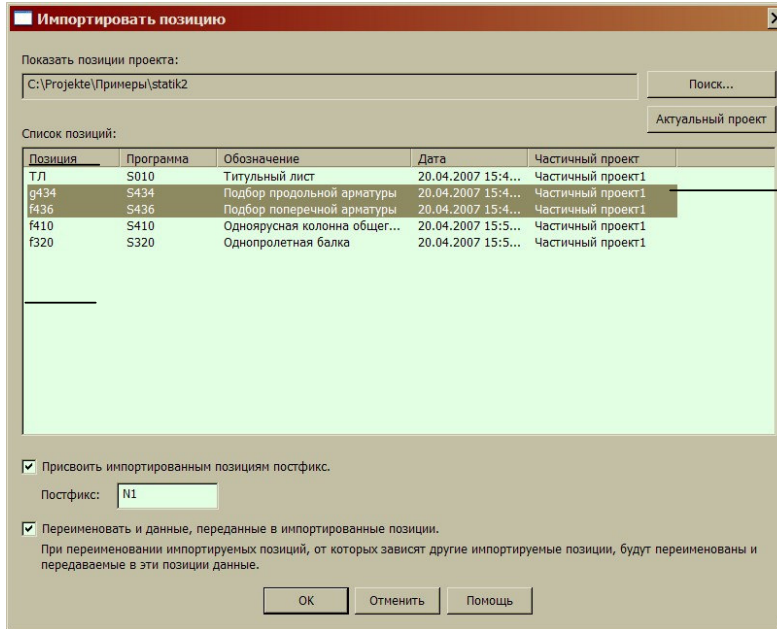 Импортировать позицию
Показать позиции проекта:
C:\Projekte\Примеры\statik2
Поиск...
Актуальный проект
Список позиций:
Позиция Программа Обозначение Дата Частичный проект
ТЛ S010 Титульный лист 20.04.2007 15:4... Частичный проект1
g434 S434 Подбор продольной арматуры 20.04.2007 15:4... Частичный проект1
f436 S436 Подбор поперечной арматуры 20.04.2007 15:4... Частичный проект1
f410 S410 Одноярусная колонна общег... 20.04.2007 15:5... Частичный проект1
f320 S320 Однопролетная балка 20.04.2007 15:5... Частичный проект1
Присвоить импортированным позициям постфикс.
Постфикс: N1
Переименовать и данные, переданные в импортированные позиции.
При переименовании импортируемых позиций, от которых зависят другие импортируемые позиции, будут переименованы и
передаваемые в эти позиции данные.
ОК Отменить Помощь